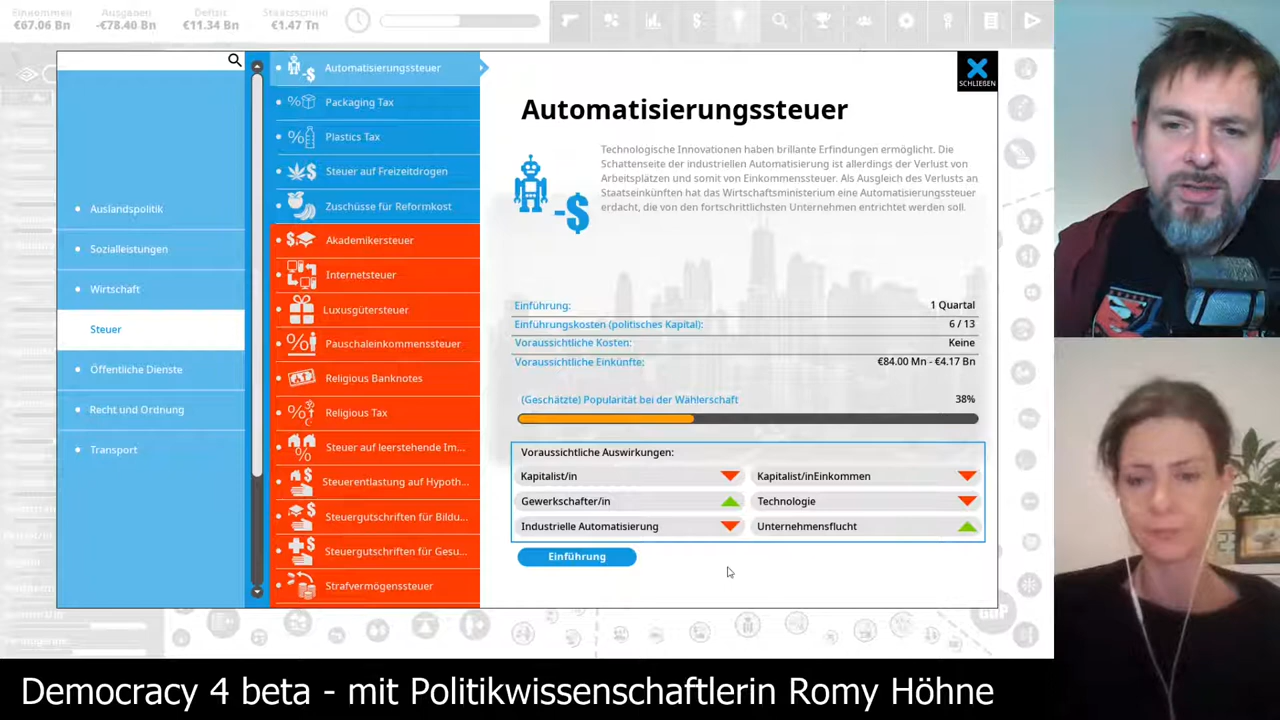 Einkommen Ausgaben Defizit Staatsschuld
€67.06 Bn -€78.40 Bn €11.34 Bn €1.47 Tn
SCHLIEßEN
Auslandspolitik
Sozialleistungen
Wirtschaft
Steuer
Öffentliche Dienste
Recht und Ordnung
Transport
Automatisierungssteuer
Packaging Tax
Plastics Tax
Steuer auf Freizeitdrogen
Zuschüsse für Reformkost
Akademikersteuer
Internetsteuer
Luxusgütersteuer
Pauschaleinkommenssteuer
Religious Banknotes
Religious Tax
Steuer auf leerstehende Im...
Steuerentlastung auf Hypoth...
Steuergutschriften für Bildu...
Steuergutschriften für Gesu...
Strafvermögenssteuer
Automatisierungssteuer
Technologische Innovationen haben brillante Erfindungen ermöglicht. Die
Schattenseite der industriellen Automatisierung ist allerdings der Verlust von
Arbeitsplätzen und somit von Einkommenssteuer. Als Ausgleich des Verlusts an
Staatseinkünften hat das Wirtschaftsministerium eine Automatisierungssteuer
erdacht, die von den fortschrittlichsten Unternehmen entrichtet werden soll.
Einführung: 1 Quartal
Einführungskosten (politisches Kapital): 6 / 13
Voraussichtliche Kosten: Keine
Voraussichtliche Einkünfte: €84.00 Mn - €4.17 Bn
(Geschätzte) Popularität bei der Wählerschaft 38%
Voraussichtliche Auswirkungen:
Kapitalist/in Kapitalist/inEinkommen
Gewerkschafter/in Technologie
Industrielle Automatisierung Unternehmensflucht
Einführung
Democracy 4 beta - mit Politikwissenschaftlerin Romy Höhne